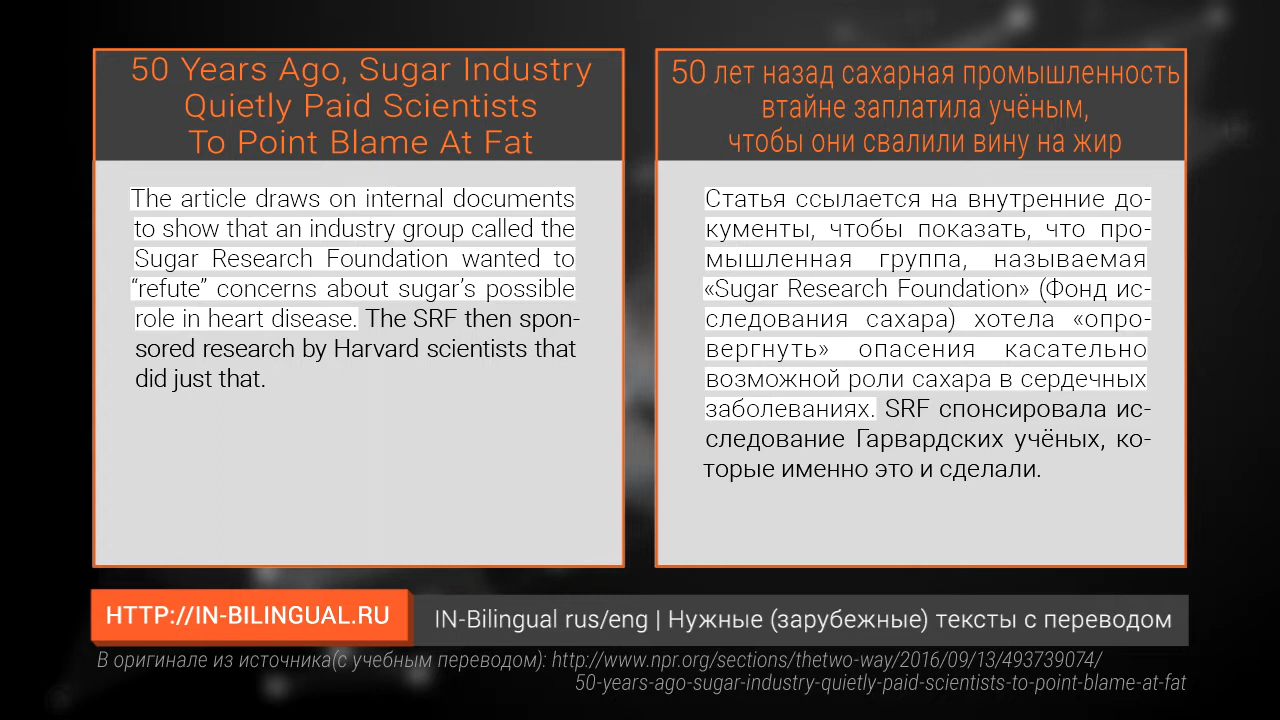 50 Years Ago, Sugar Industry
Quietly Paid Scientists
To Point Blame At Fat
The article draws on internal documents
to show that an industry group called the
Sugar Research Foundation wanted to
“refute” concerns about sugar’s possible
role in heart disease. The SRF then spon-
sored research by Harvard scientists that
did just that.
50 лет назад сахарная промышленность
втайне заплатила учёным,
чтобы они свалили вину на жир
Статья ссылается на внутренние до-
кументы, чтобы показать, что про-
мышленная группа, называемая
«Sugar Research Foundation» (Фонд ис-
следования сахара) хотела «опро-
вергнуть» опасения касательно
возможной роли сахара в сердечных
заболеваниях. SRF спонсировала ис-
следование Гарвардских учёных, ко-
торые именно это и сделали.
HTTP://IN-BILINGUAL.RU
IN-Bilingual rus/eng | Нужные (зарубежные) тексты с переводом
В оригинале из источника(с учебным переводом): http://www.npr.org/sections/thetwo-way/2016/09/13/493739074/
50-years-ago-sugar-industry-quietly-paid-scientists-to-point-blame-at-fat